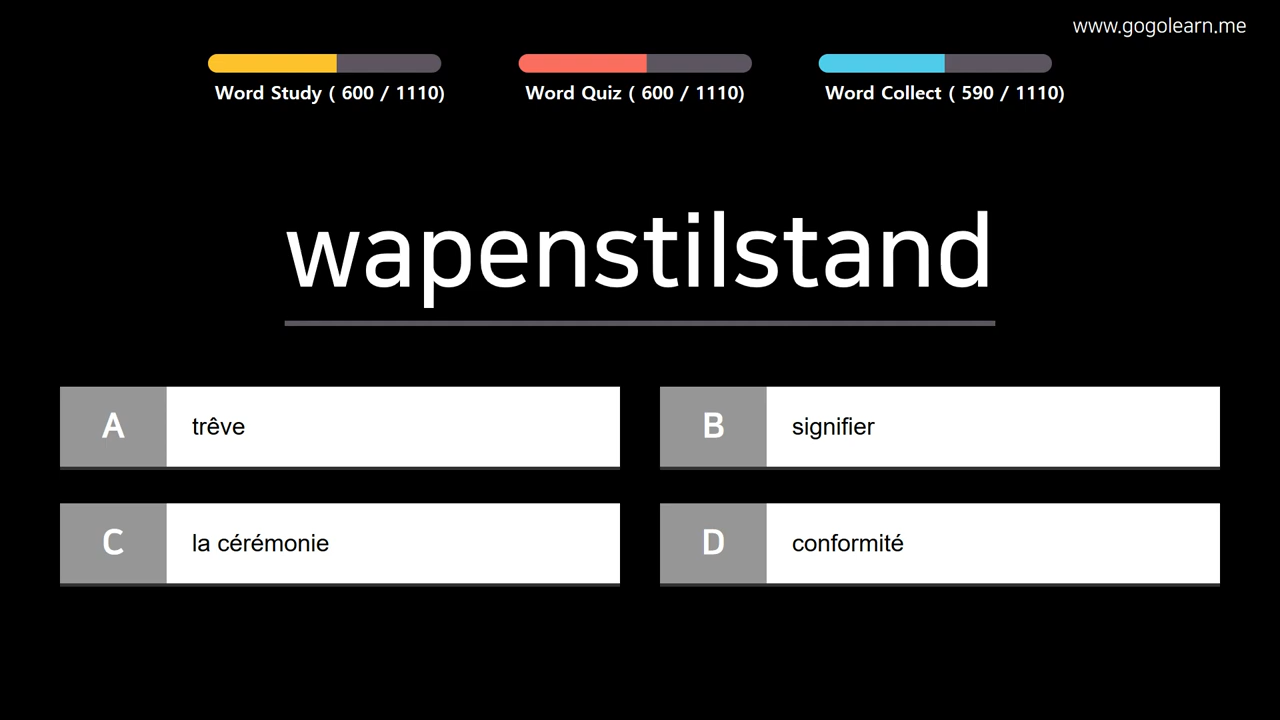 www.gogolearn.me
Word Study ( 600 / 1110)
Word Quiz ( 600 / 1110)
Word Collect ( 590 / 1110)
wapenstilstand
A trêve
B signifier
C la cérémonie
D conformité